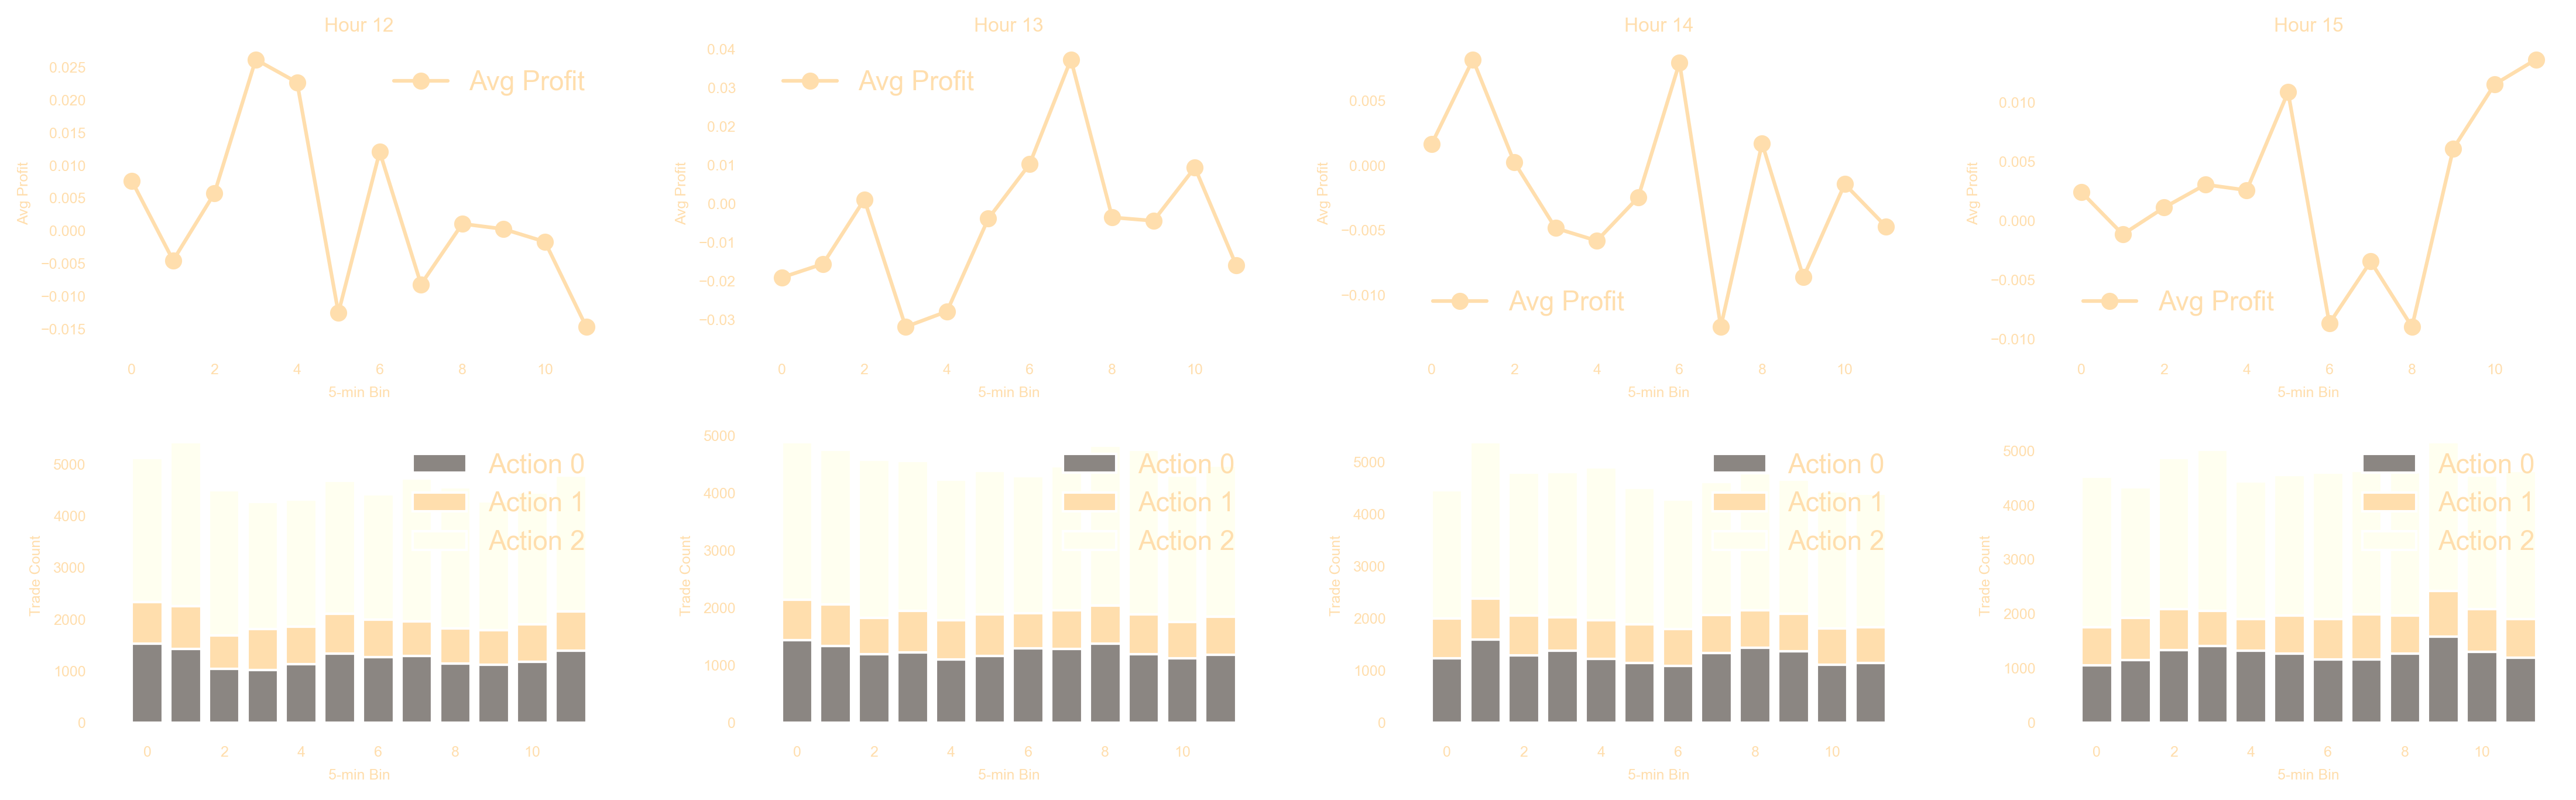 Hour 12
Avg Profit
0.025
0.020
0.015
0.010
0.005
0.000
−0.005
−0.010
−0.015
Avg Profit
0 2 4 6 8 10
5-min Bin
Hour 13
Avg Profit
0.04
0.03
0.02
0.01
0.00
−0.01
−0.02
−0.03
Avg Profit
0 2 4 6 8 10
5-min Bin
Hour 14
Avg Profit
0.005
0.000
−0.005
−0.010
Avg Profit
0 2 4 6 8 10
5-min Bin
Hour 15
Avg Profit
0.010
0.005
0.000
−0.005
−0.010
Avg Profit
0 2 4 6 8 10
5-min Bin
Trade Count
5000
4000
3000
2000
1000
0
Action 0
Action 1
Action 2
0 2 4 6 8 10
5-min Bin
Trade Count
5000
4000
3000
2000
1000
0
Action 0
Action 1
Action 2
0 2 4 6 8 10
5-min Bin
Trade Count
5000
4000
3000
2000
1000
0
Action 0
Action 1
Action 2
0 2 4 6 8 10
5-min Bin
Trade Count
5000
4000
3000
2000
1000
0
Action 0
Action 1
Action 2
0 2 4 6 8 10
5-min Bin